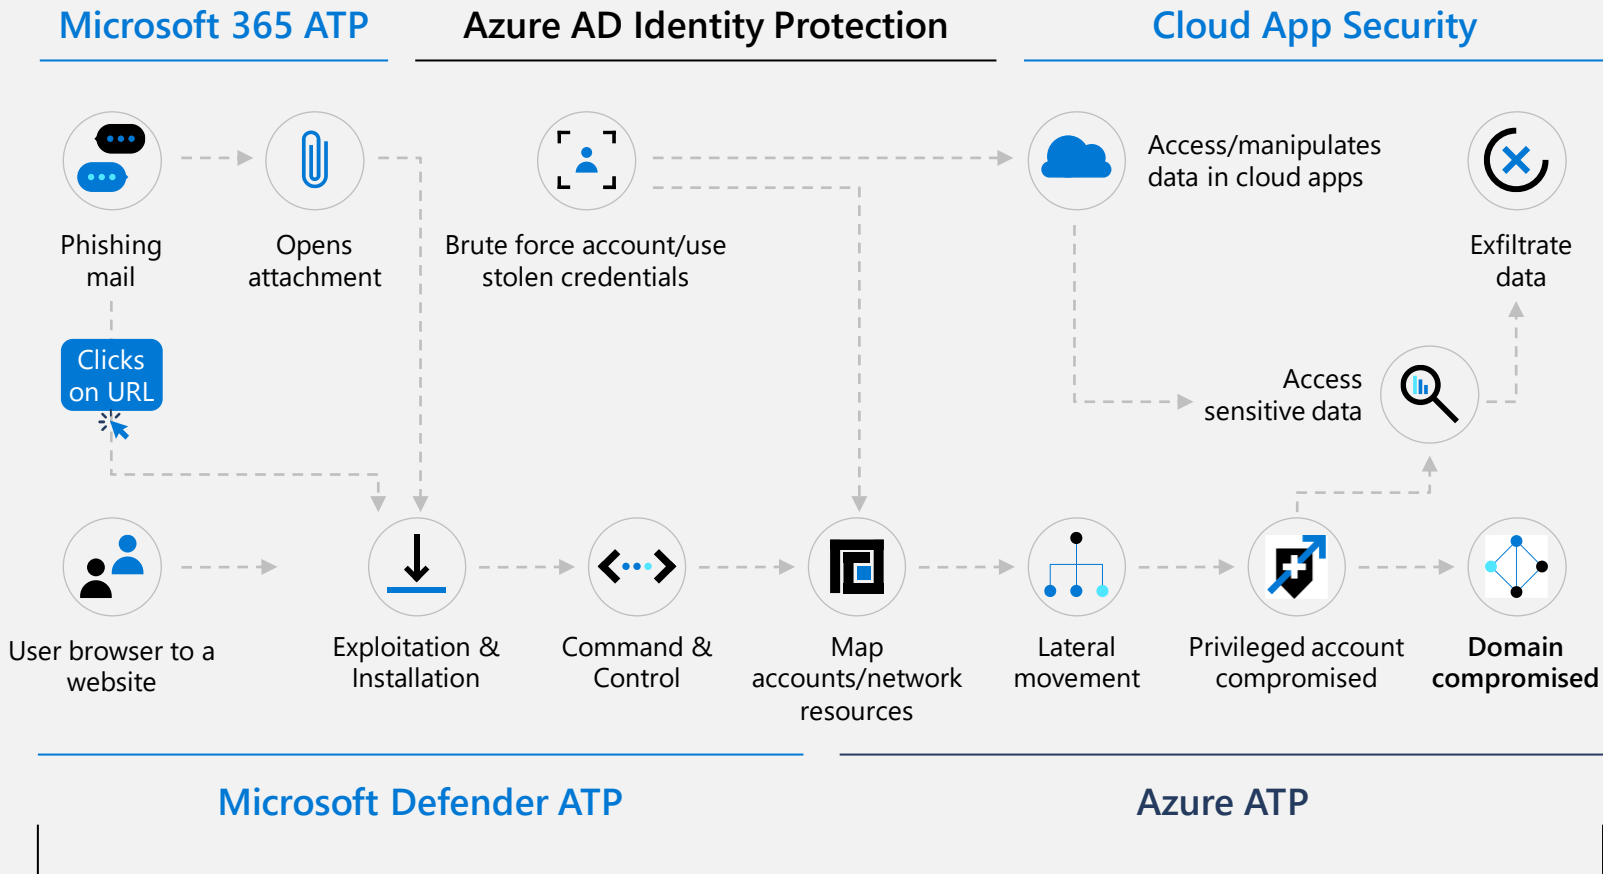 Microsoft 365 ATP
Azure AD Identity Protection
Cloud App Security
Phishing
mail
Opens
attachment
Brute force account/use
stolen credentials
Access/manipulates
data in cloud apps
Exfiltrate
data
Clicks
on URL
Access
sensitive data
User browser to a
website
Exploitation &
Installation
Command &
Control
Map
accounts/network
resources
Lateral
movement
Privileged account
compromised
Domain
compromised
Microsoft Defender ATP
Azure ATP